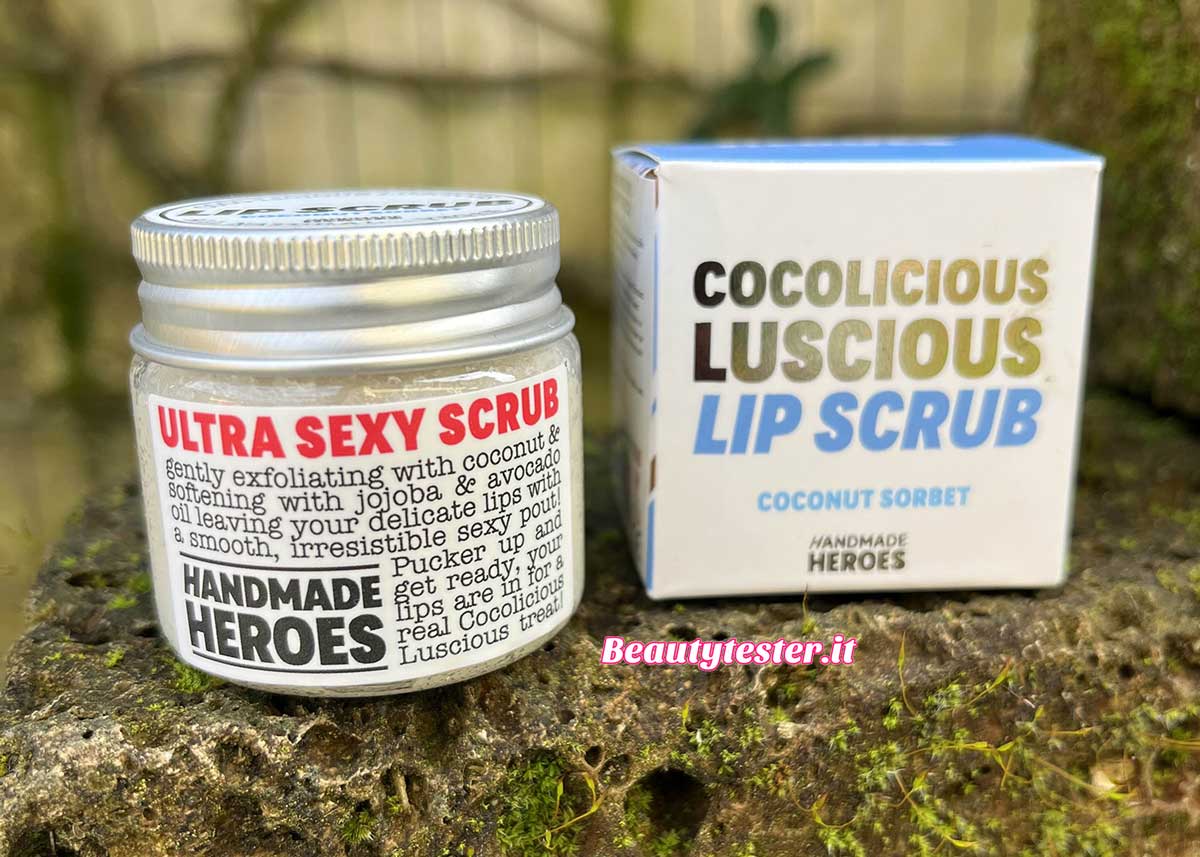 LIP SCRUB
ULTRA SEXY SCRUB
gently exfoliating with coconut &
softening with jojoba & avocado
oil leaving your delicate lips with
a smooth, irresistible sexy pout!
Pucker up and
get ready, your
lips are in for a
real Cocolicious
Luscious treat!
HANDMADE
HEROES
COCOLICIOUS
LUSCIOUS
LIP SCRUB
COCONUT SORBET
HANDMADE
HEROES
Beautytester.it